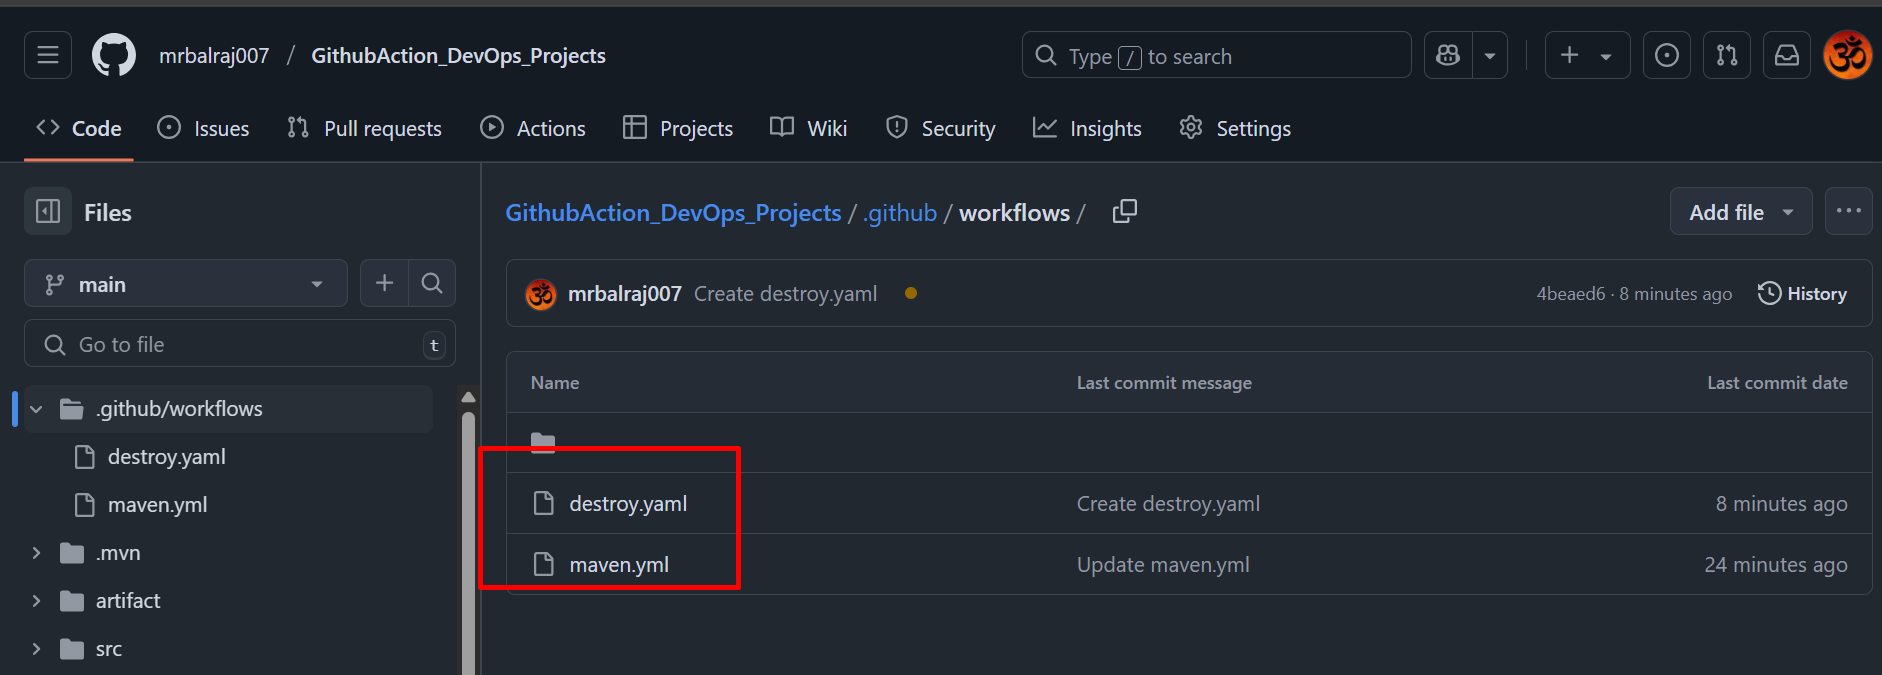 mrbalraj007 / GithubAction_DevOps_Projects
Type / to search
Code Issues Pull requests Actions Projects Wiki Security Insights Settings
Files
main
Go to file
t
.github/workflows
destroy.yaml
maven.yml
.mvn
artifact
src
GithubAction_DevOps_Projects / .github / workflows /
Add file
mrbalraj007 Create destroy.yaml
4beaed6 · 8 minutes ago
History
Name Last commit message Last commit date
destroy.yaml Create destroy.yaml 8 minutes ago
maven.yml Update maven.yml 24 minutes ago